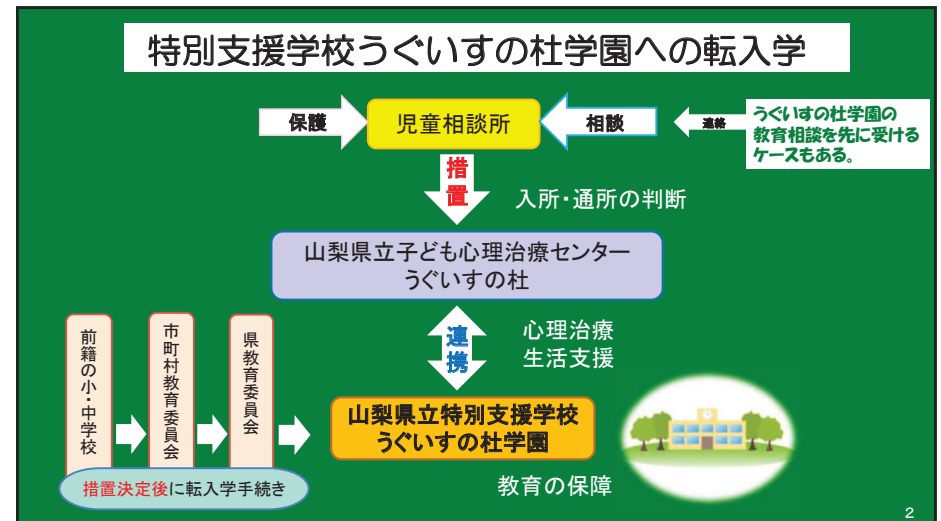 特別支援学校うぐいすの杜学園への転入学
保護
児童相談所
相談
連絡
うぐいすの杜学園の
教育相談を先に受ける
ケースもある。
措置
入所・通所の判断
山梨県立子ども心理治療センター
うぐいすの杜
連携
心理治療
生活支援
前籍の小・中学校
市町村教育委員会
県教育委員会
山梨県立特別支援学校
うぐいすの杜学園
措置決定後に転入学手続き
教育の保障
2